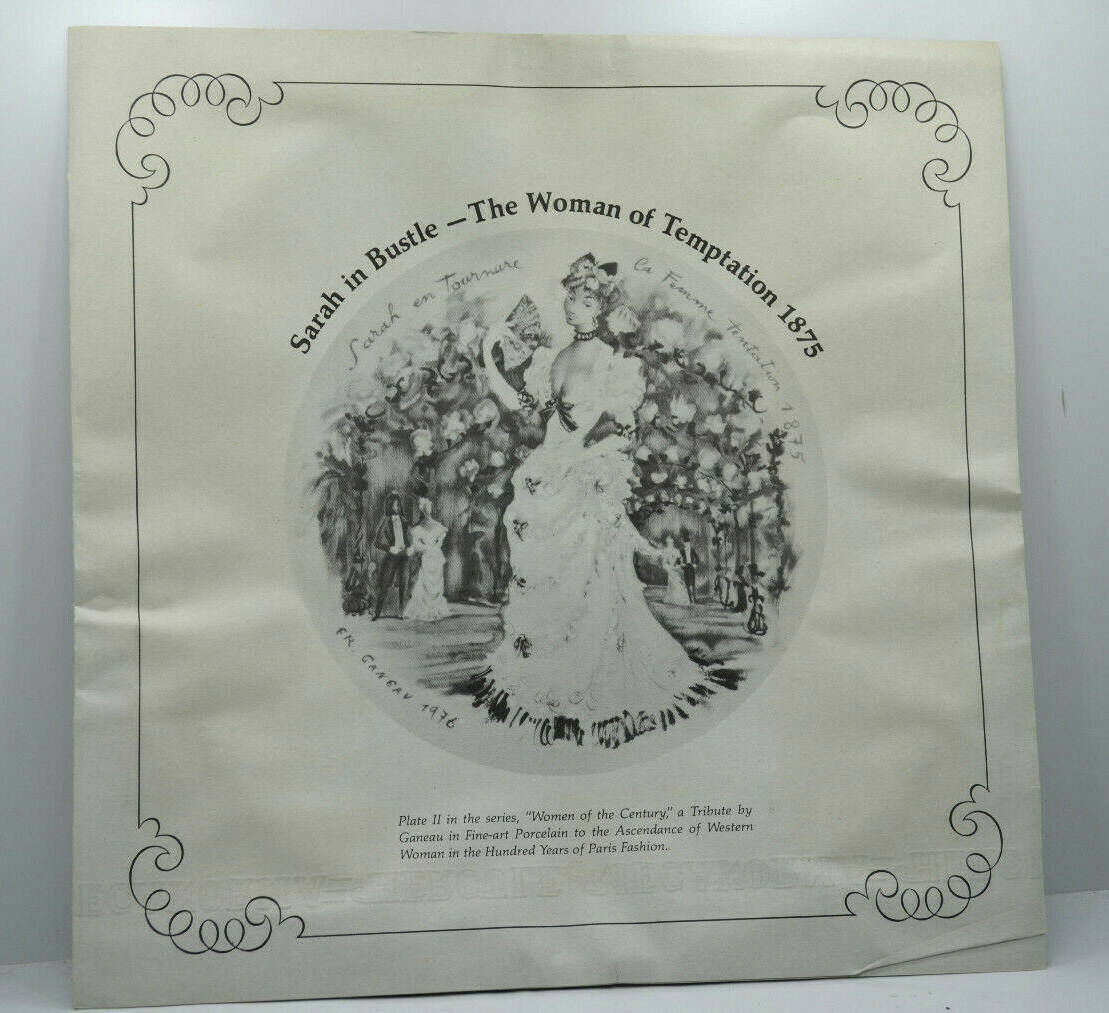 Sarah in Bustle – The Woman of Temptation 1875
Sarah en Tournure
la Femme Tentation 1875
FR. GANEAU 1976
Plate II in the series, "Women of the Century," a Tribute by
Ganeau in Fine-art Porcelain to the Ascendance of Western
Woman in the Hundred Years of Paris Fashion..